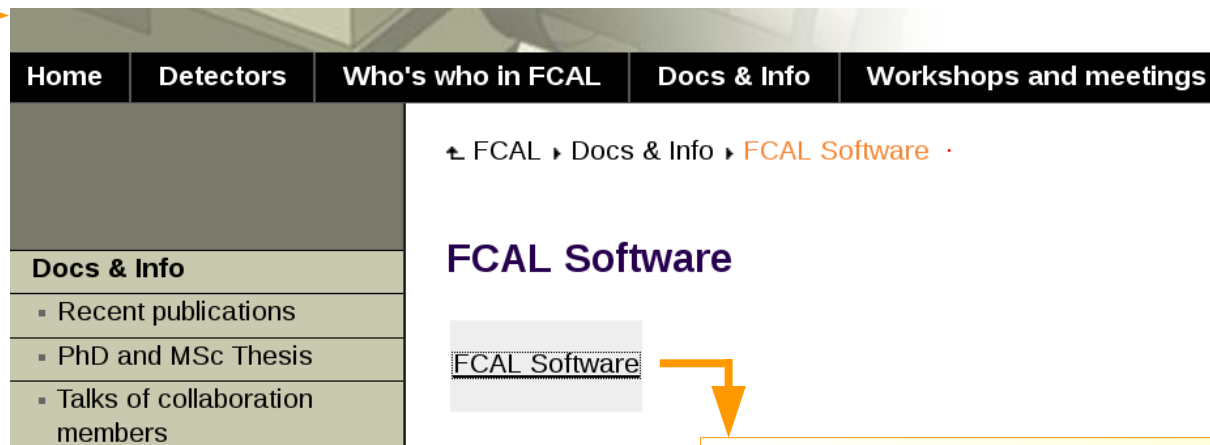 Home Detectors Who's who in FCAL Docs & Info Workshops and meetings
FCAL Docs & Info FCAL Software
FCAL Software
Docs & Info
Recent publications
PhD and MSc Thesis
Talks of collaboration
members
FCAL Software